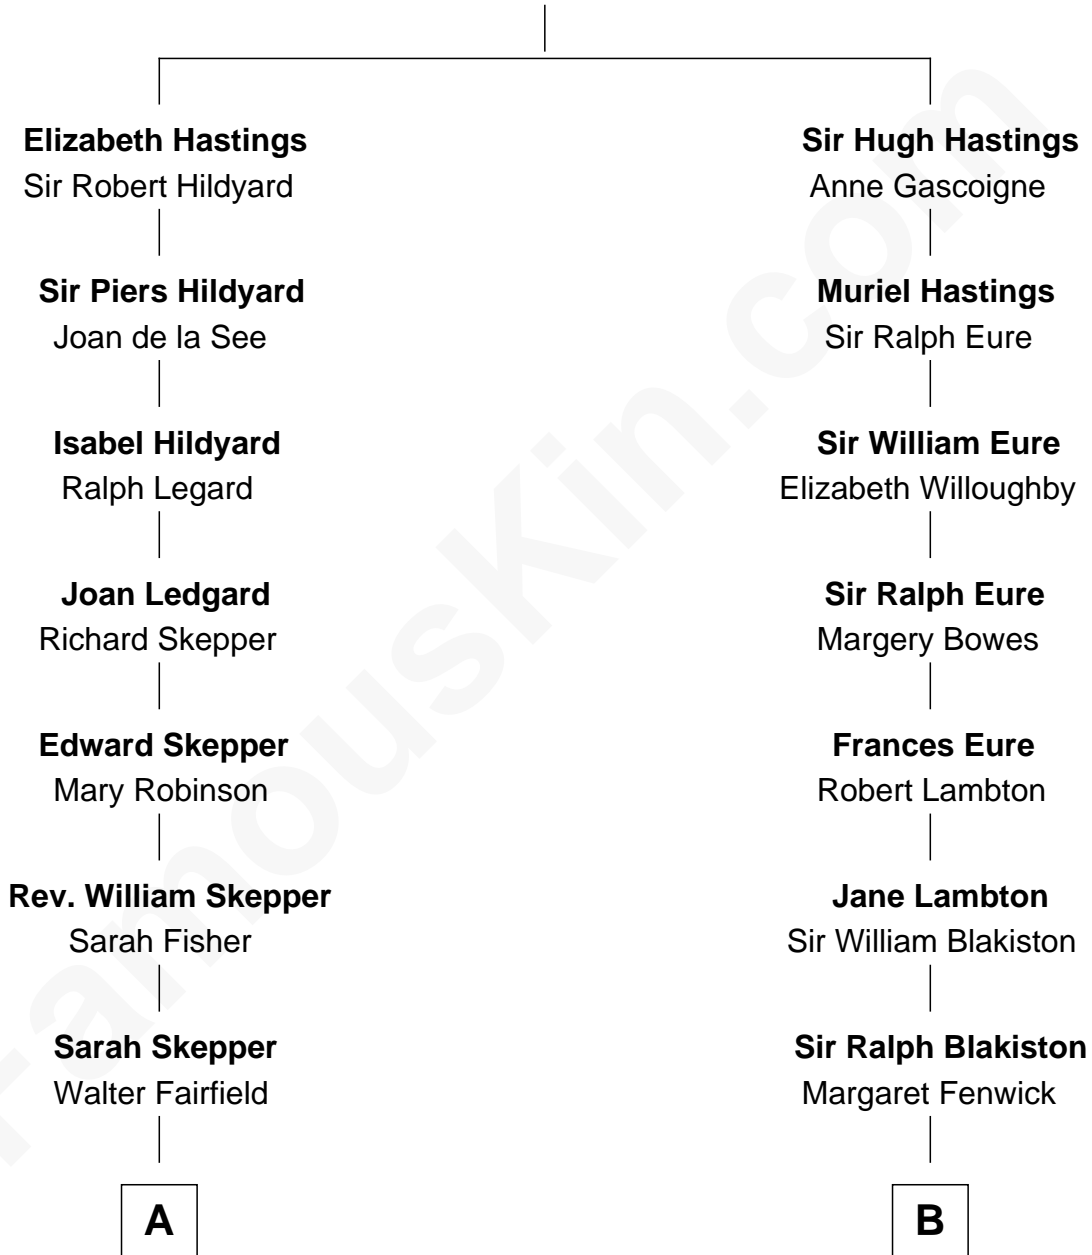 Elizabeth Hastings
Sir Robert Hildyard
Sir Piers Hildyard
Joan de la See
Isabel Hildyard
Ralph Legard
Joan Ledgard
Richard Skepper
Edward Skepper
Mary Robinson
Rev. William Skepper
Sarah Fisher
Sarah Skepper
Walter Fairfield
A
Sir Hugh Hastings
Anne Gascoigne
Muriel Hastings
Sir Ralph Eure
Sir William Eure
Elizabeth Willoughby
Sir Ralph Eure
Margery Bowes
Frances Eure
Robert Lambton
Jane Lambton
Sir William Blakiston
Sir Ralph Blakiston
Margaret Fenwick
B
FamousKin.com